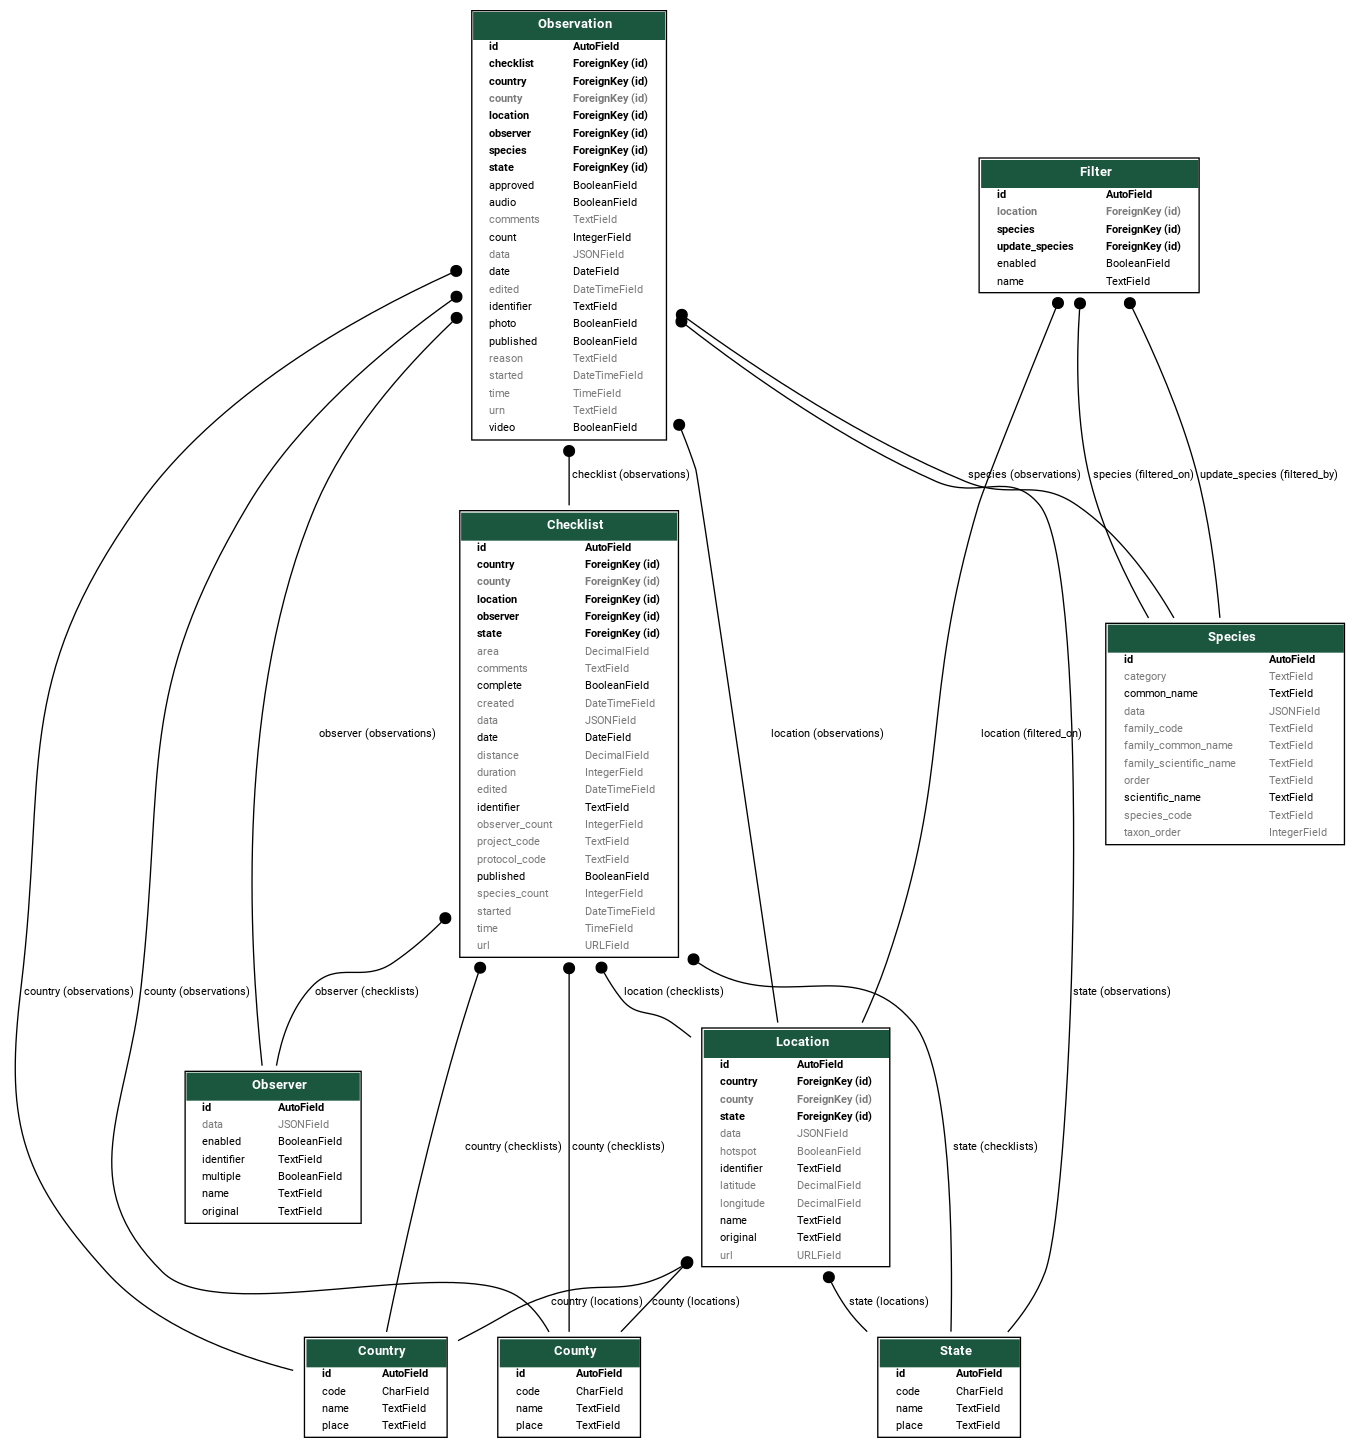 Observation
id AutoField
checklist ForeignKey (id)
country ForeignKey (id)
county ForeignKey (id)
location ForeignKey (id)
observer ForeignKey (id)
species ForeignKey (id)
state ForeignKey (id)
approved BooleanField
audio BooleanField
comments TextField
count IntegerField
data JSONField
date DateField
edited DateTimeField
identifier TextField
photo BooleanField
published BooleanField
reason TextField
started DateTimeField
time TimeField
urn TextField
video BooleanField
Filter
id AutoField
location ForeignKey (id)
species ForeignKey (id)
update_species ForeignKey (id)
enabled BooleanField
name TextField
checklist (observations)
species (observations)
species (filtered_on)
update_species (filtered_by)
Checklist
id AutoField
country ForeignKey (id)
county ForeignKey (id)
location ForeignKey (id)
observer ForeignKey (id)
state ForeignKey (id)
area DecimalField
comments TextField
complete BooleanField
created DateTimeField
data JSONField
date DateField
distance DecimalField
duration IntegerField
edited DateTimeField
identifier TextField
observer_count IntegerField
project_code TextField
protocol_code TextField
published BooleanField
species_count IntegerField
started DateTimeField
time TimeField
url URLField
Species
id AutoField
category TextField
common_name TextField
data JSONField
family_code TextField
family_common_name TextField
family_scientific_name TextField
order TextField
scientific_name TextField
species_code TextField
taxon_order IntegerField
observer (observations)
location (observations)
location (filtered_on)
country (observations)
county (observations)
observer (checklists)
location (checklists)
state (observations)
Observer
id AutoField
data JSONField
enabled BooleanField
identifier TextField
multiple BooleanField
name TextField
original TextField
Location
id AutoField
country ForeignKey (id)
county ForeignKey (id)
state ForeignKey (id)
data JSONField
hotspot BooleanField
identifier TextField
latitude DecimalField
longitude DecimalField
name TextField
original TextField
url URLField
country (checklists)
county (checklists)
state (checklists)
country (locations)
county (locations)
state (locations)
Country
id AutoField
code CharField
name TextField
place TextField
County
id AutoField
code CharField
name TextField
place TextField
State
id AutoField
code CharField
name TextField
place TextField